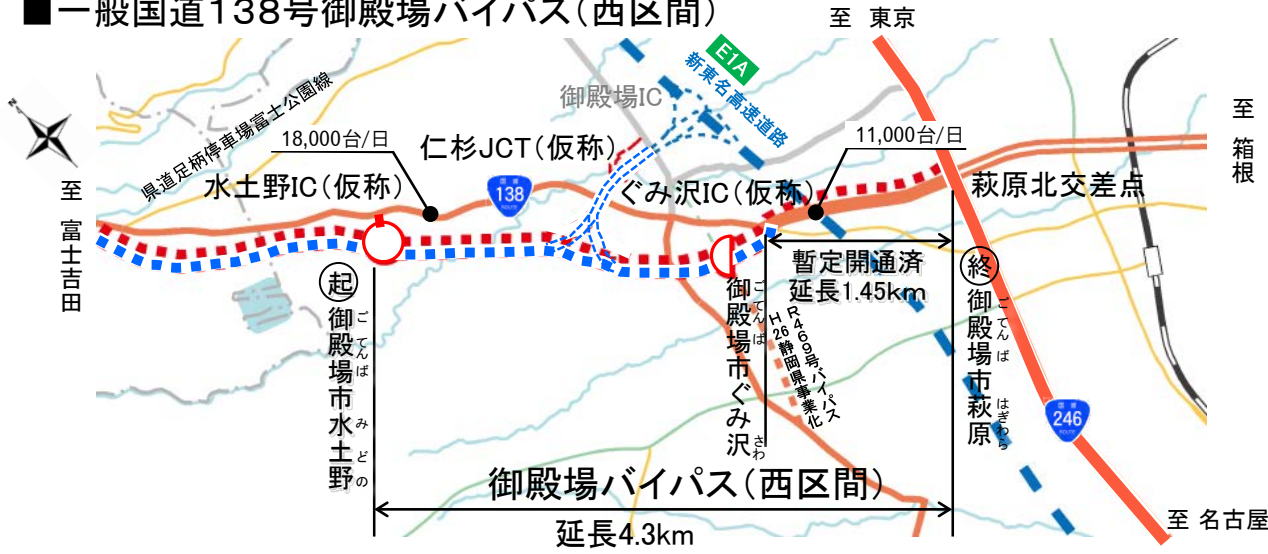 ■一般国道138号御殿場バイパス(西区間)
至 東京
E1A
新東名高速道路
御殿場IC
県道足柄停車場富士公園線
18,000台/日
11,000台/日
仁杉JCT(仮称)
水土野IC(仮称)
国道
138
ROUTE
ぐみ沢IC(仮称)
萩原北交差点
至 箱根
至 富士吉田
N
暫定開通済
延長1.45km
起
御殿場市水土野
ごてんば
みどの
御殿場市ぐみ沢
ごてんば
さわ
R469号バイパス
H26静岡県事業化
終
御殿場市萩原
ごてんば
はぎわら
国道
246
ROUTE
御殿場バイパス(西区間)
延長4.3km
至 名古屋